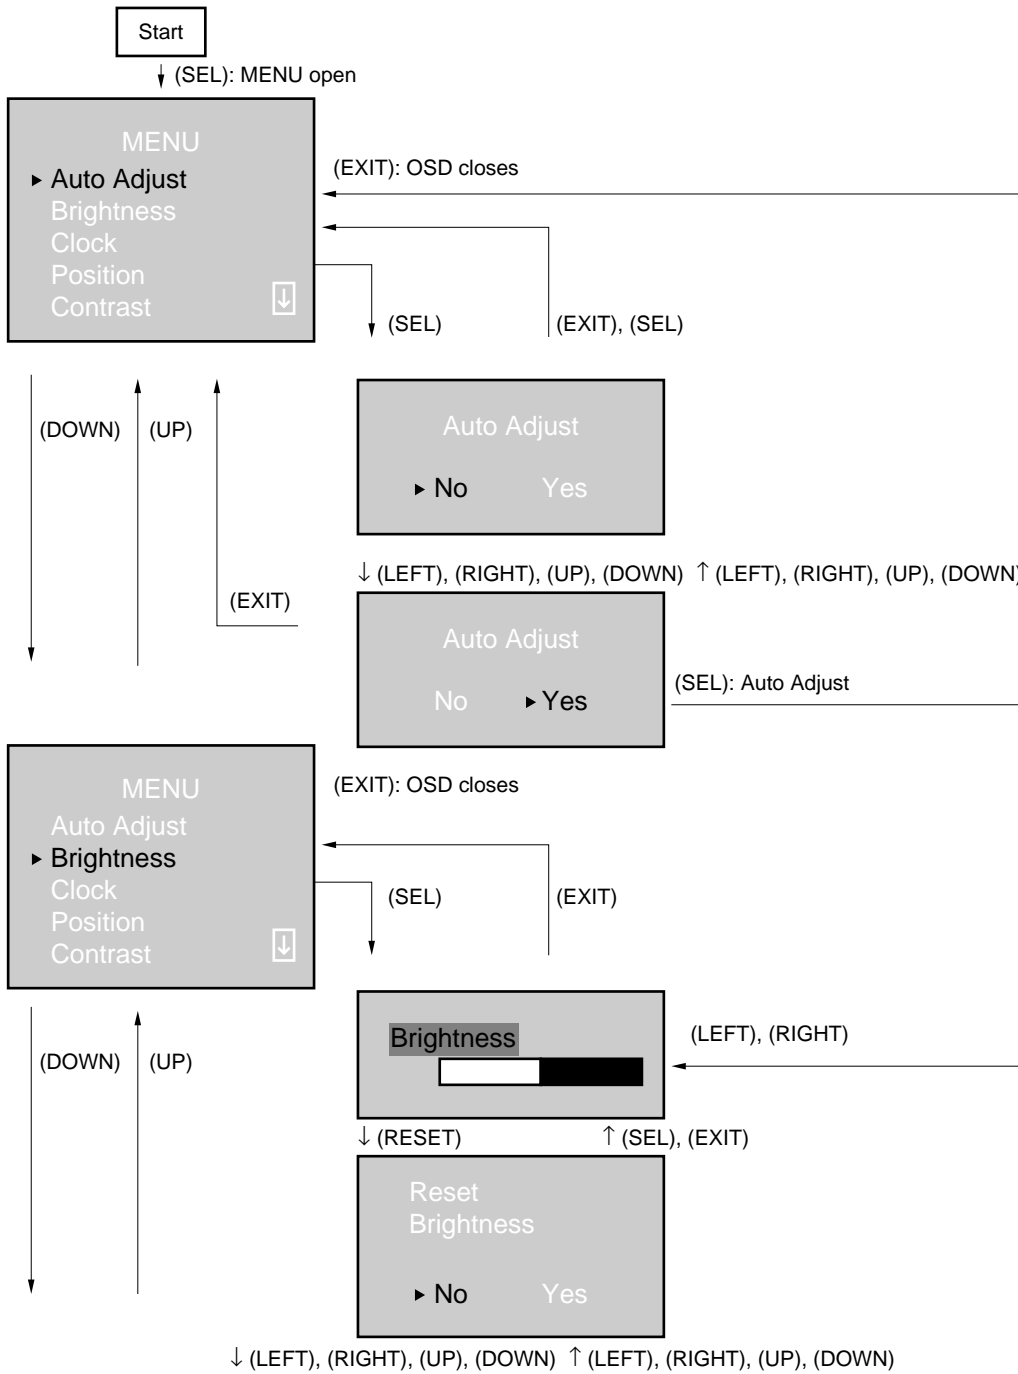 Start
↓ (SEL): MENU open
MENU
▸ Auto Adjust
Brightness
Clock
Position
Contrast
↓
(EXIT): OSD closes
(SEL)
(EXIT), (SEL)
(DOWN)
(UP)
(EXIT)
Auto Adjust
▸ No Yes
↓ (LEFT), (RIGHT), (UP), (DOWN) ↑ (LEFT), (RIGHT), (UP), (DOWN)
Auto Adjust
No ▸ Yes
(SEL): Auto Adjust
MENU
Auto Adjust
▸ Brightness
Clock
Position
Contrast
↓
(EXIT): OSD closes
(SEL)
(EXIT)
(DOWN)
(UP)
Brightness
(LEFT), (RIGHT)
↓ (RESET) ↑ (SEL), (EXIT)
Reset
Brightness
▸ No Yes
↓ (LEFT), (RIGHT), (UP), (DOWN) ↑ (LEFT), (RIGHT), (UP), (DOWN)